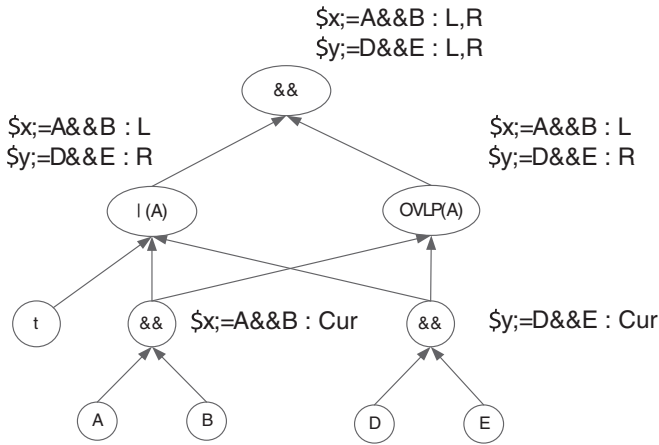 $x;=A&&B : L,R
$y;=D&&E : L,R
&&
$x;=A&&B : L
$y;=D&&E : R
$x;=A&&B : L
$y;=D&&E : R
| (A)
OVLP(A)
t
&&
$x;=A&&B : Cur
&&
$y;=D&&E : Cur
A
B
D
E